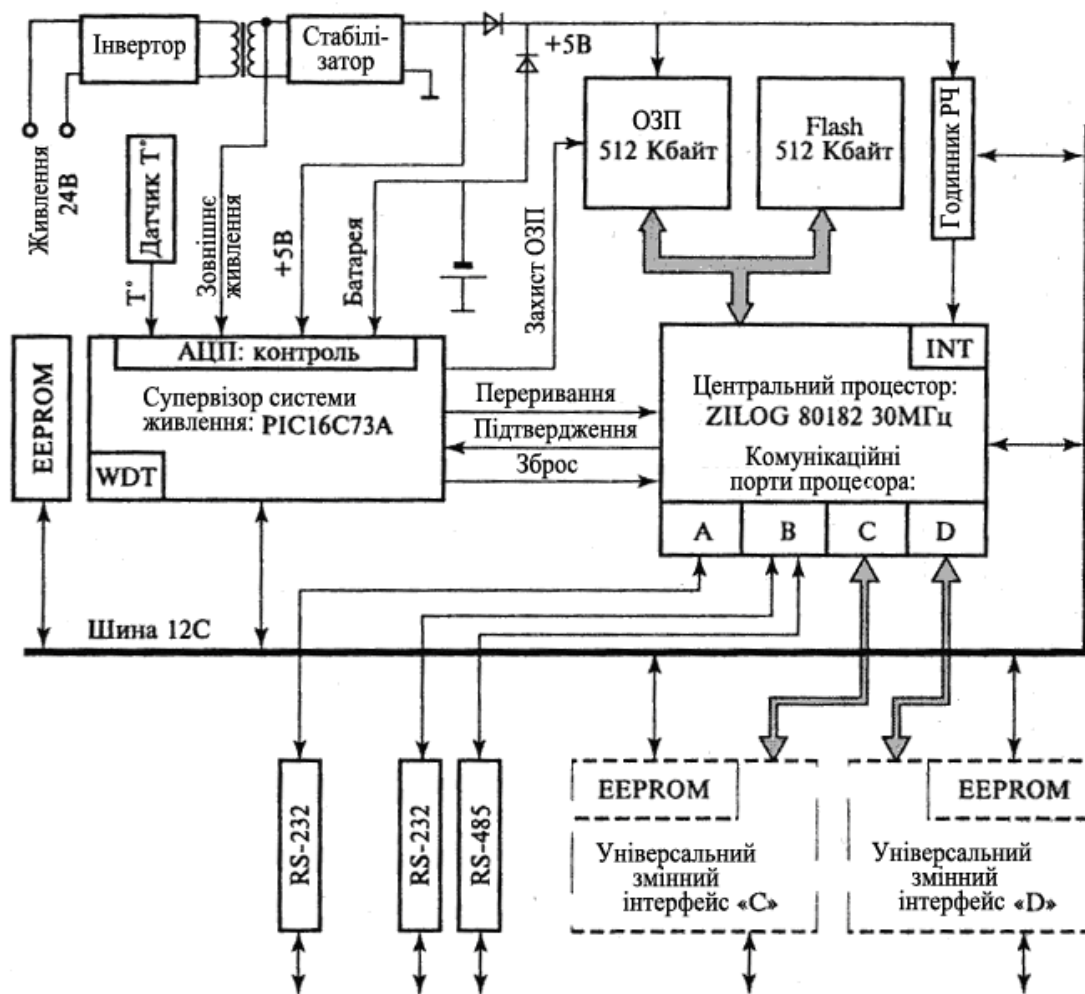 Інвертор
Стабілі-
затор
+5В
Живлення
24В
Датчик Т°
Т°
Зовнішнє
живлення
+5В
Батарея
Захист ОЗП
ОЗП
512 Кбайт
Flash
512 Кбайт
Годинник РЧ
EEPROM
АЦП: контроль
Супервізор системи
живлення: PIC16C73A
WDT
Переривання
Підтвердження
Зброс
INT
Центральний процестор:
ZILOG 80182 30МГц
Комунікаційні
порти процесора:
A
B
C
D
Шина 12C
RS-232
RS-232
RS-485
EEPROM
Універсальний
змінний
інтерфейс «C»
EEPROM
Універсальний
змінний
інтерфейс «D»